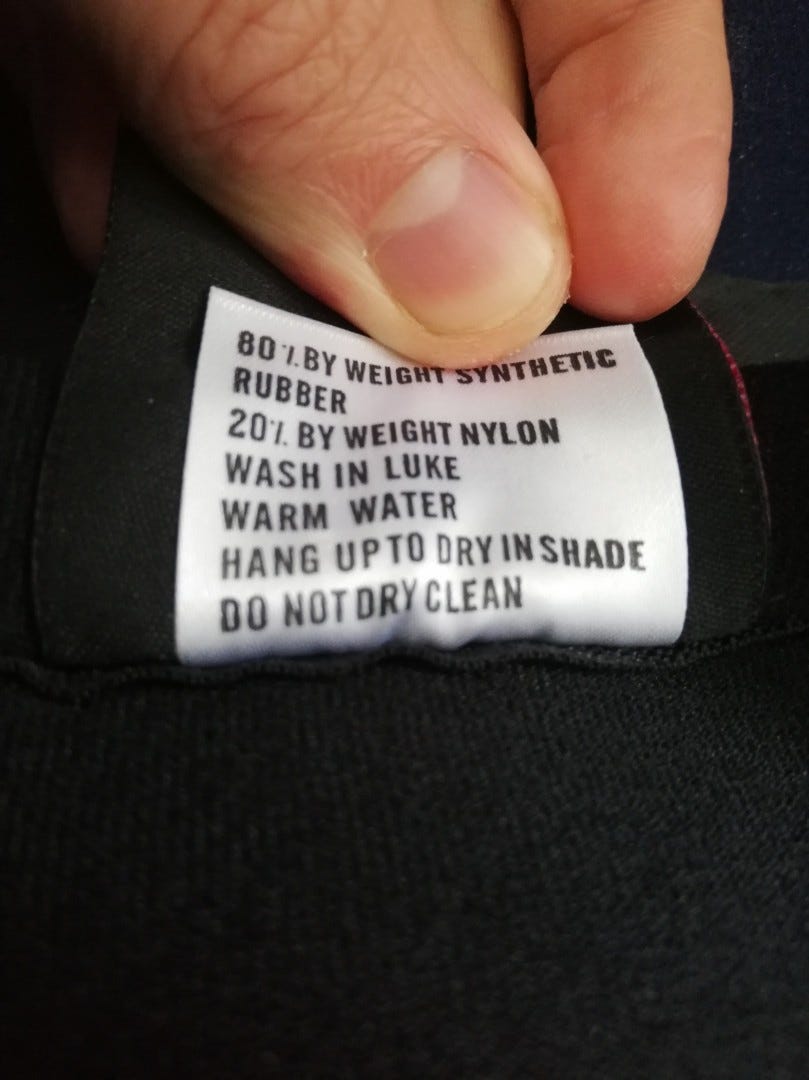 80%BY WEIGHT SYNTHETIC
RUBBER
20% BY WEIGHT NYLON
WASH IN LUKE
WARM WATER
HANG UP TO DRY IN SHADE
DO NOT DRY CLEAN